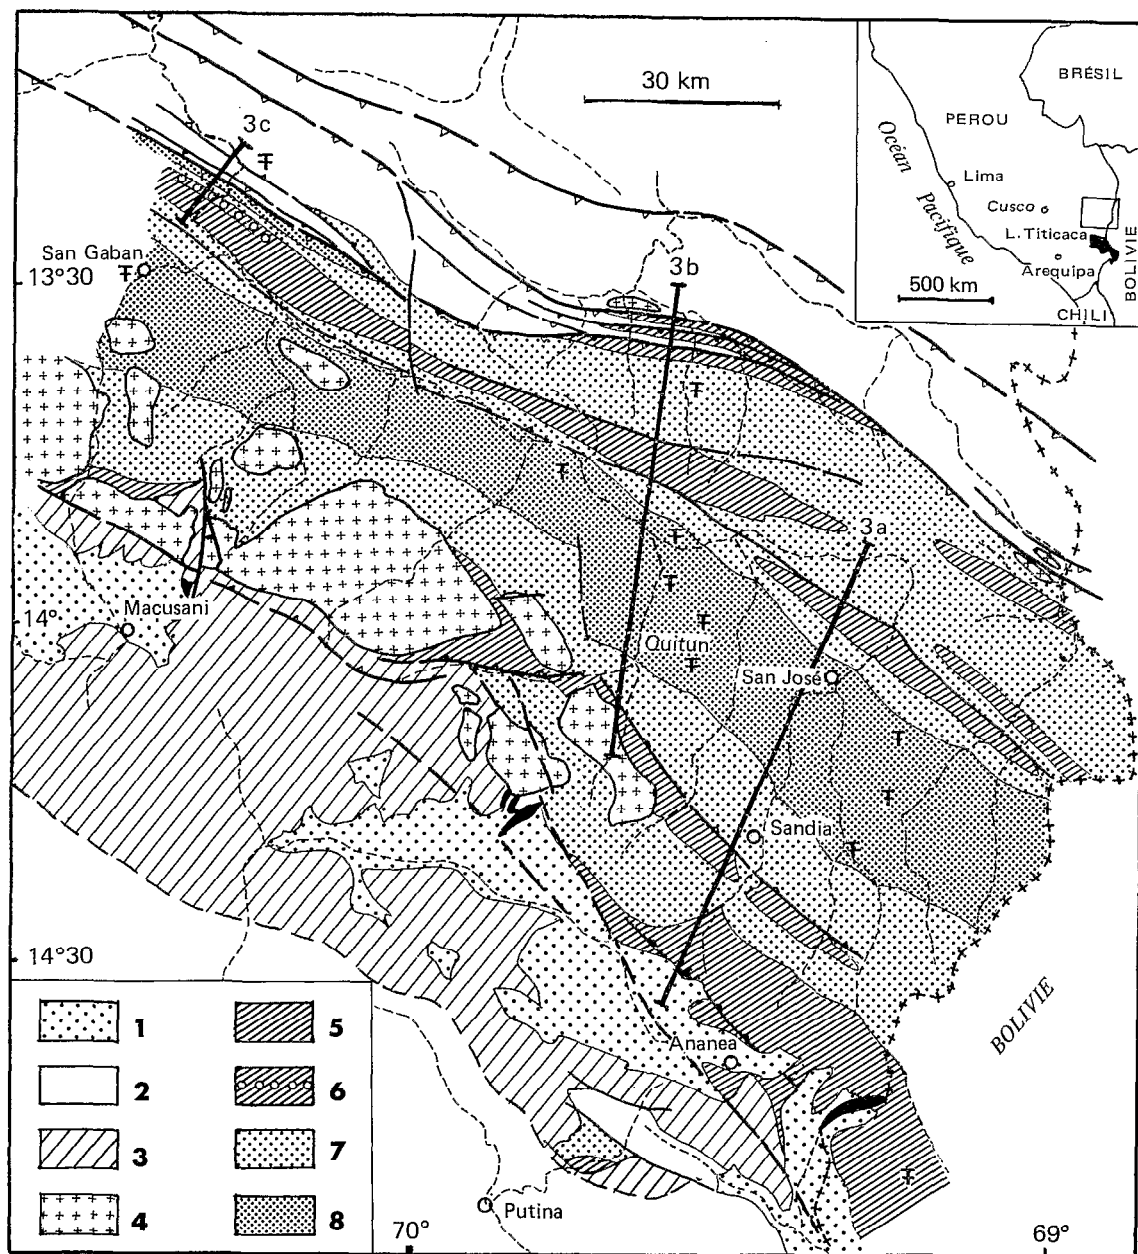 3c
30 km
BRÉSIL
PEROU
Océan Pacifique
Lima
Cusco
L. Titicaca
Arequipa
BOLIVIE
500 km
CHILI
San Gaban
13°30
3b
3a
Macusani
14°
Quitun
San José
Sandia
14°30
BOLIVIE
Ananea
1
5
2
6
3
7
4
8
Putina
70°
69°